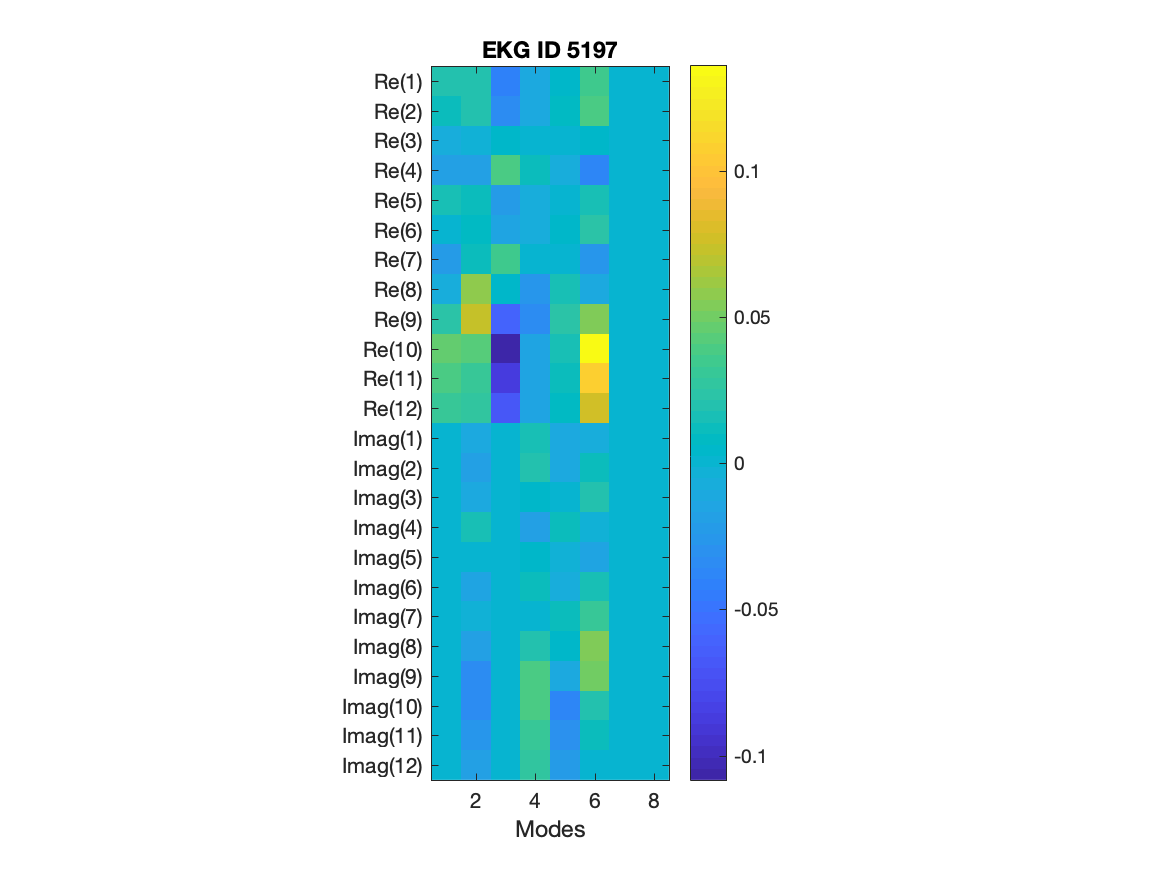 EKG ID 5197
Re(1)
Re(2)
Re(3)
Re(4)
Re(5)
Re(6)
Re(7)
Re(8)
Re(9)
Re(10)
Re(11)
Re(12)
Imag(1)
Imag(2)
Imag(3)
Imag(4)
Imag(5)
Imag(6)
Imag(7)
Imag(8)
Imag(9)
Imag(10)
Imag(11)
Imag(12)
2 4 6 8
Modes
0.1
0.05
0
-0.05
-0.1